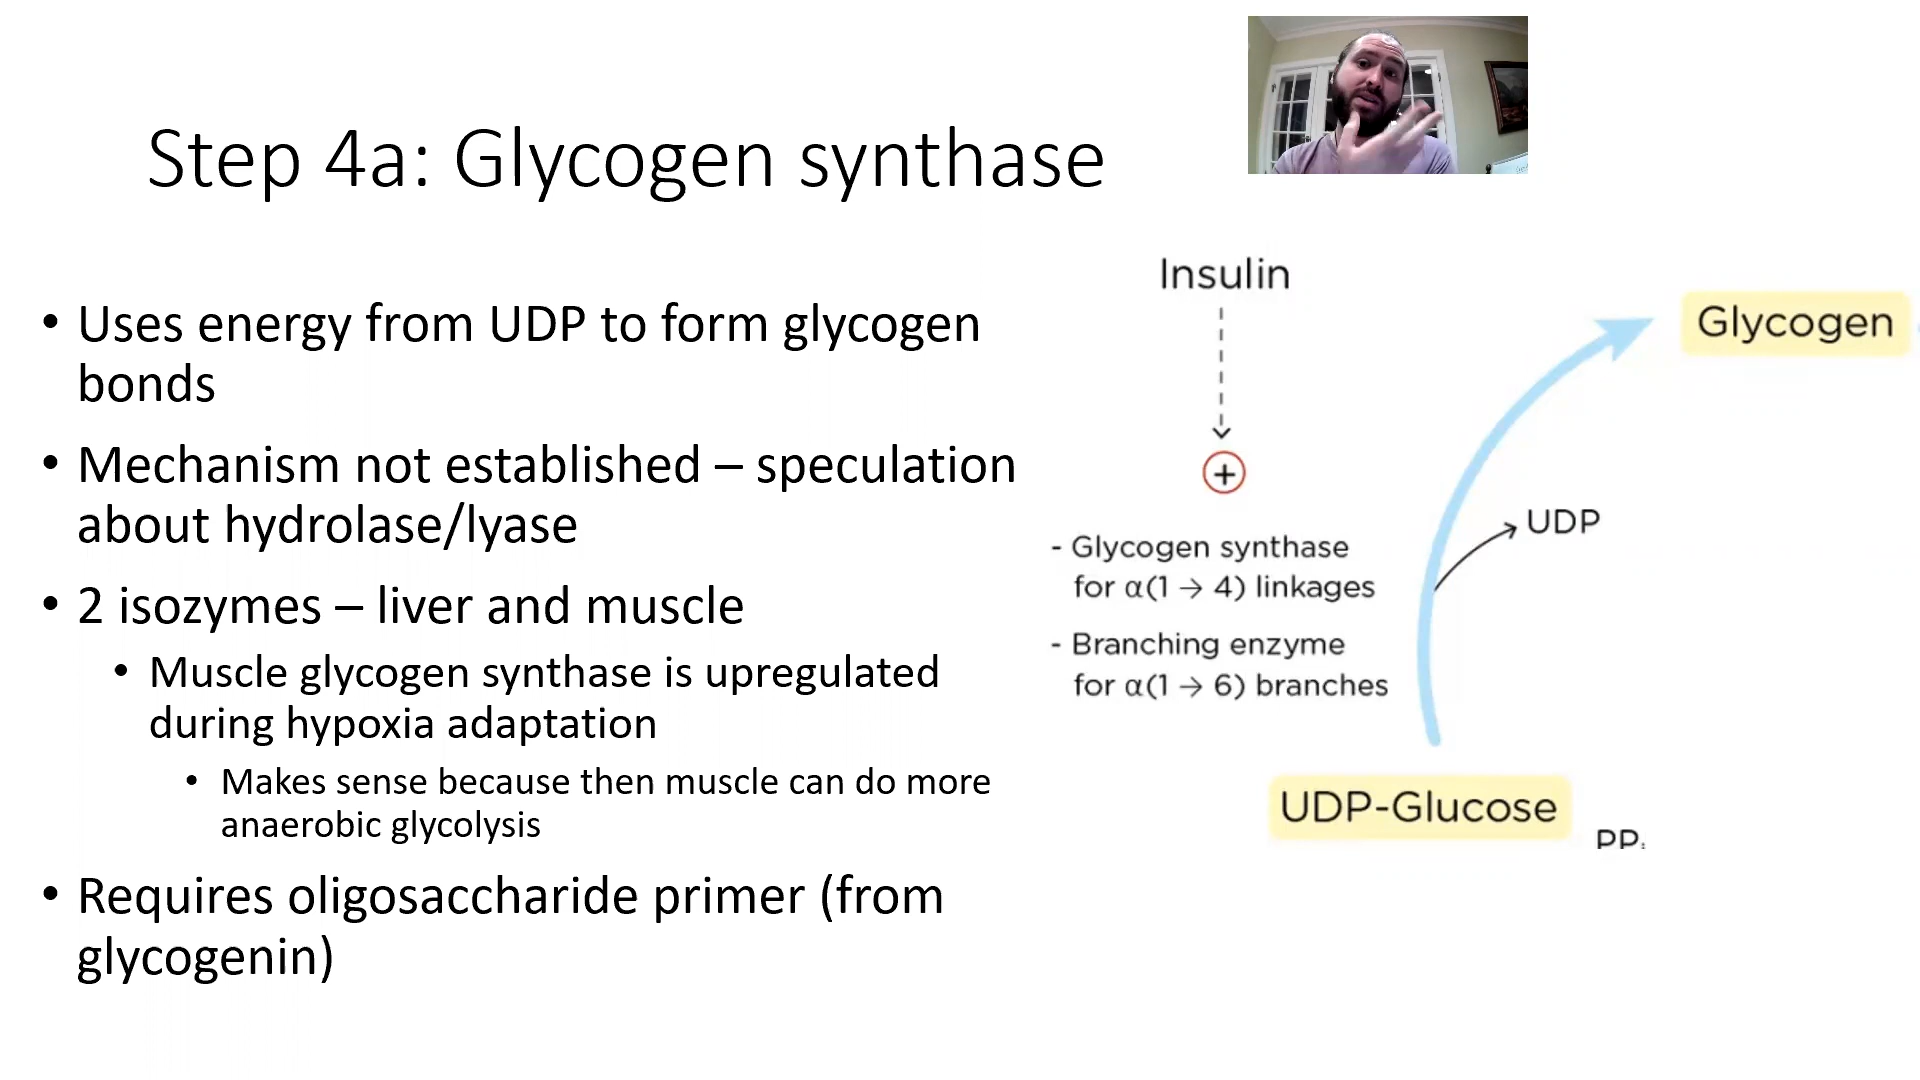 Step 4a: Glycogen synthase
• Uses energy from UDP to form glycogen
bonds
• Mechanism not established – speculation
about hydrolase/lyase
• 2 isozymes – liver and muscle
• Muscle glycogen synthase is upregulated
during hypoxia adaptation
• Makes sense because then muscle can do more
anaerobic glycolysis
• Requires oligosaccharide primer (from
glycogenin)
Insulin
+
- Glycogen synthase
for α(1 → 4) linkages
- Branching enzyme
for α(1 → 6) branches
Glycogen
UDP
UDP-Glucose
PPi